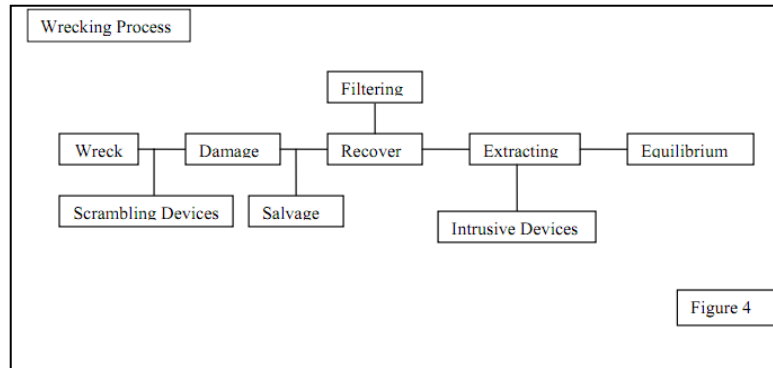 Wrecking Process
Filtering
Wreck
Damage
Recover
Extracting
Equilibrium
Scrambling Devices
Salvage
Intrusive Devices
Figure 4